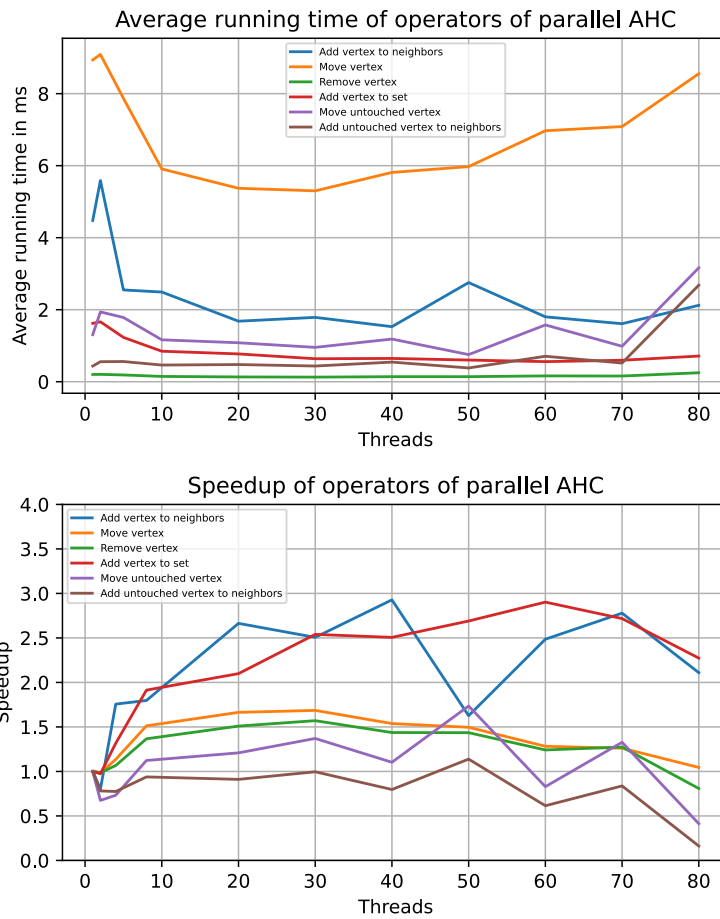 Average running time of operators of parallel AHC
Average running time in ms
8
6
4
2
0
Add vertex to neighbors
Move vertex
Remove vertex
Add vertex to set
Move untouched vertex
Add untouched vertex to neighbors
0 10 20 30 40 50 60 70 80
Threads
Speedup of operators of parallel AHC
Speedup
4.0
3.5
3.0
2.5
2.0
1.5
1.0
0.5
0.0
Add vertex to neighbors
Move vertex
Remove vertex
Add vertex to set
Move untouched vertex
Add untouched vertex to neighbors
0 10 20 30 40 50 60 70 80
Threads